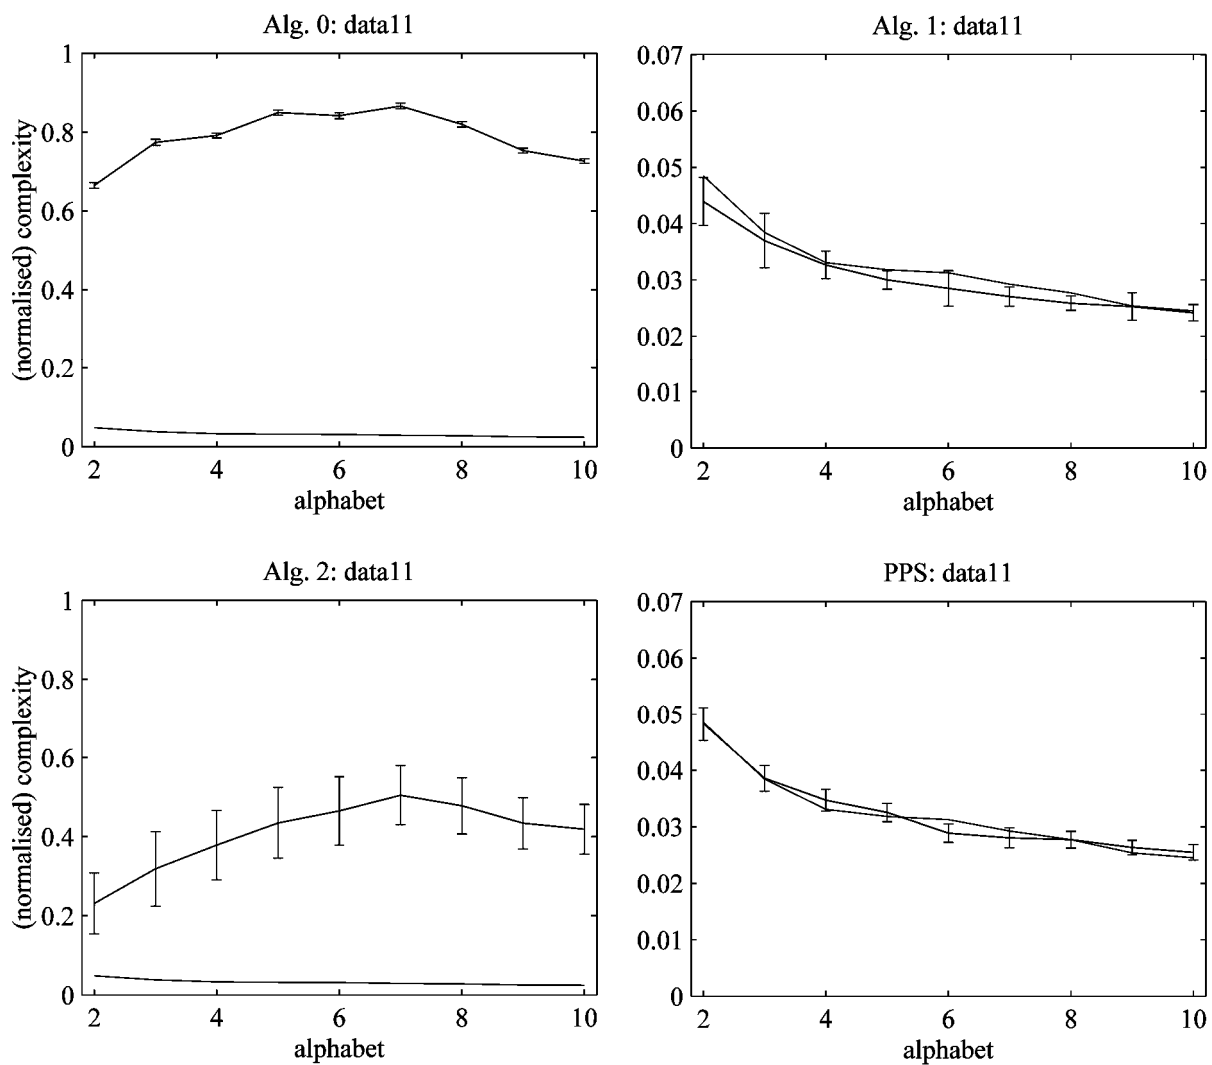 Alg. 0: data11
(normalised) complexity
1
0.8
0.6
0.4
0.2
0
2 4 6 8 10
alphabet
Alg. 1: data11
0.07
0.06
0.05
0.04
0.03
0.02
0.01
0
2 4 6 8 10
alphabet
Alg. 2: data11
(normalised) complexity
1
0.8
0.6
0.4
0.2
0
2 4 6 8 10
alphabet
PPS: data11
0.07
0.06
0.05
0.04
0.03
0.02
0.01
0
2 4 6 8 10
alphabet